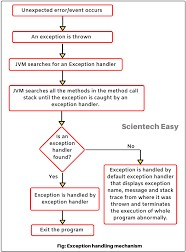 Unexpected error/event occurs
An exception is thrown
JVM searches for an Exception handler
JVM searches all the methods in the method call
stack until the exception is caught by an
exception handler.
Scientech Easy
Is an
exception
handler
found?
No
Yes
Exception is handled by
default exception handler
that displays exception
name, message and stack
trace from where it was
thrown and terminates
the execution of whole
program abnormally.
Exception is handled by
exception handler
Exit the program
Fig: Exception handling mechanism